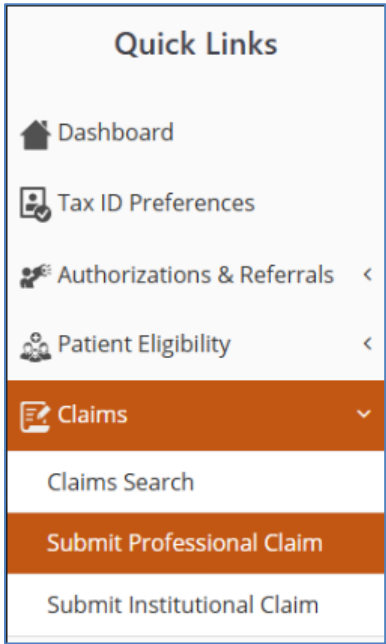 Quick Links
Dashboard
Tax ID Preferences
Authorizations & Referrals
Patient Eligibility
Claims
Claims Search
Submit Professional Claim
Submit Institutional Claim